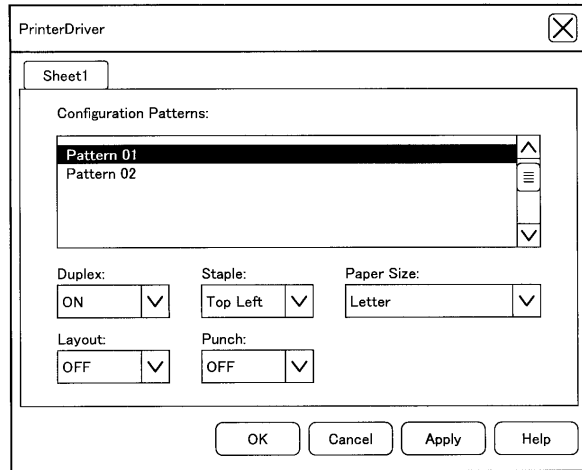 PrinterDriver
Sheet1
Configuration Patterns:
Pattern 01
Pattern 02
Duplex: Staple: Paper Size:
ON Top Left Letter
Layout: Punch:
OFF OFF
OK Cancel Apply Help